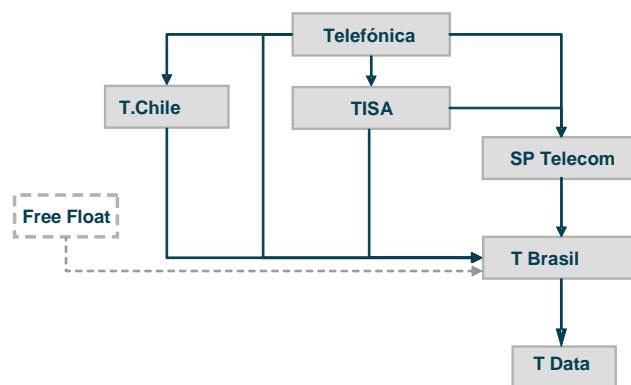 Telefónica
T.Chile
TISA
SP Telecom
Free Float
T Brasil
T Data